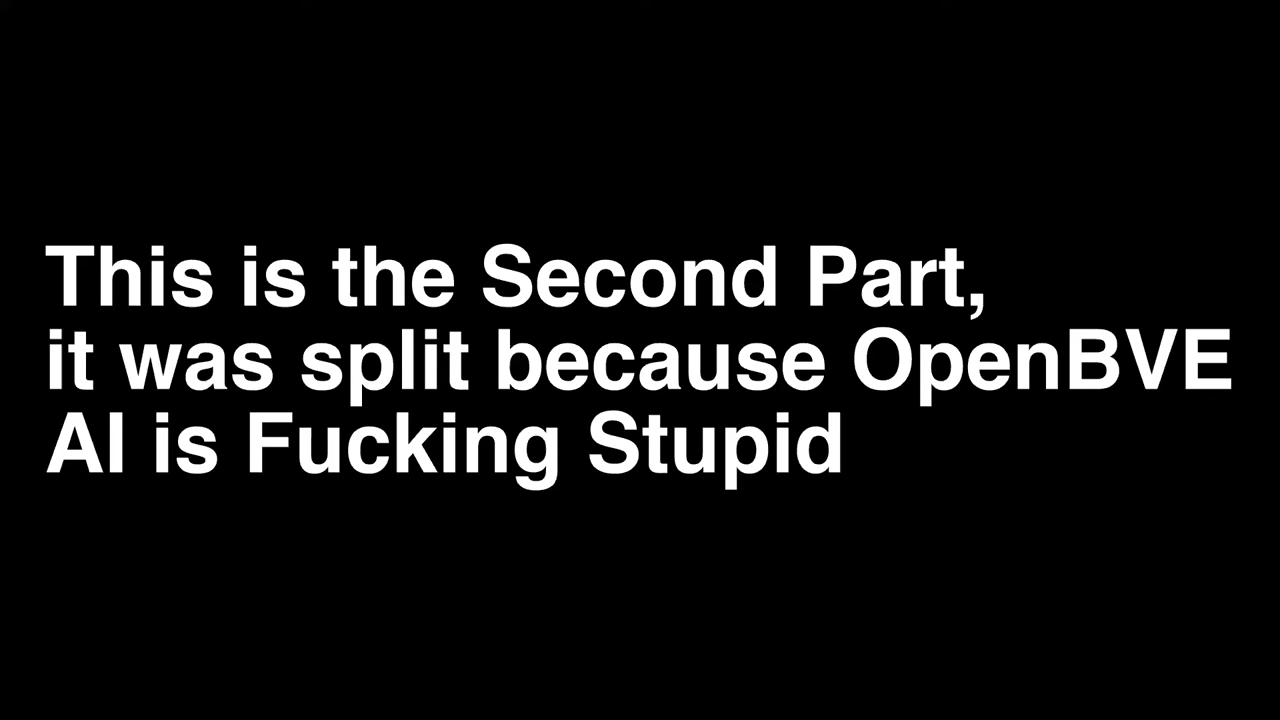 This is the Second Part,
it was split because OpenBVE
AI is Fucking Stupid